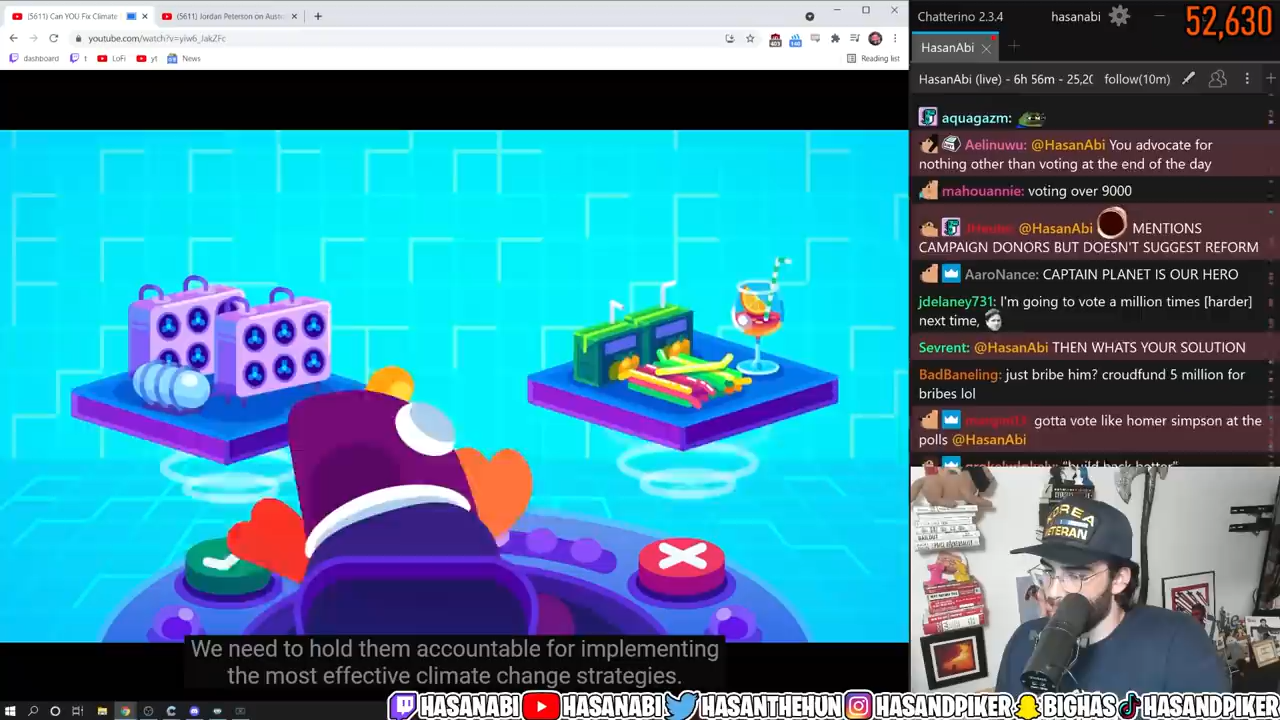 (5611) Can YOU Fix Climate
(5611) Jordan Peterson on Austr
youtube.com/watch?v=yiw6_JakZFc
dashboard
t
LoFi
yt
News
Reading list
We need to hold them accountable for implementing
the most effective climate change strategies.
Chatterino 2.3.4
hasanabi
52,630
HasanAbi
HasanAbi (live) - 6h 56m - 25,20
follow(10m)
aquagazm:
Aelinuwu: @HasanAbi You advocate for
nothing other than voting at the end of the day
mahouannie: voting over 9000
@HasanAbi MENTIONS
CAMPAIGN DONORS BUT DOESN'T SUGGEST REFORM
AaroNance: CAPTAIN PLANET IS OUR HERO
jdelaney731: I'm going to vote a million times [harder]
next time,
Sevrent: @HasanAbi THEN WHATS YOUR SOLUTION
BadBaneling: just bribe him? croudfund 5 million for
bribes lol
gotta vote like homer simpson at the
polls @HasanAbi
"build back better"
KOREA
VETERAN
HASANABI
HASANABI
HASANTHEHUN
HASANDPIKER
BIGHAS
HASANDPIKER